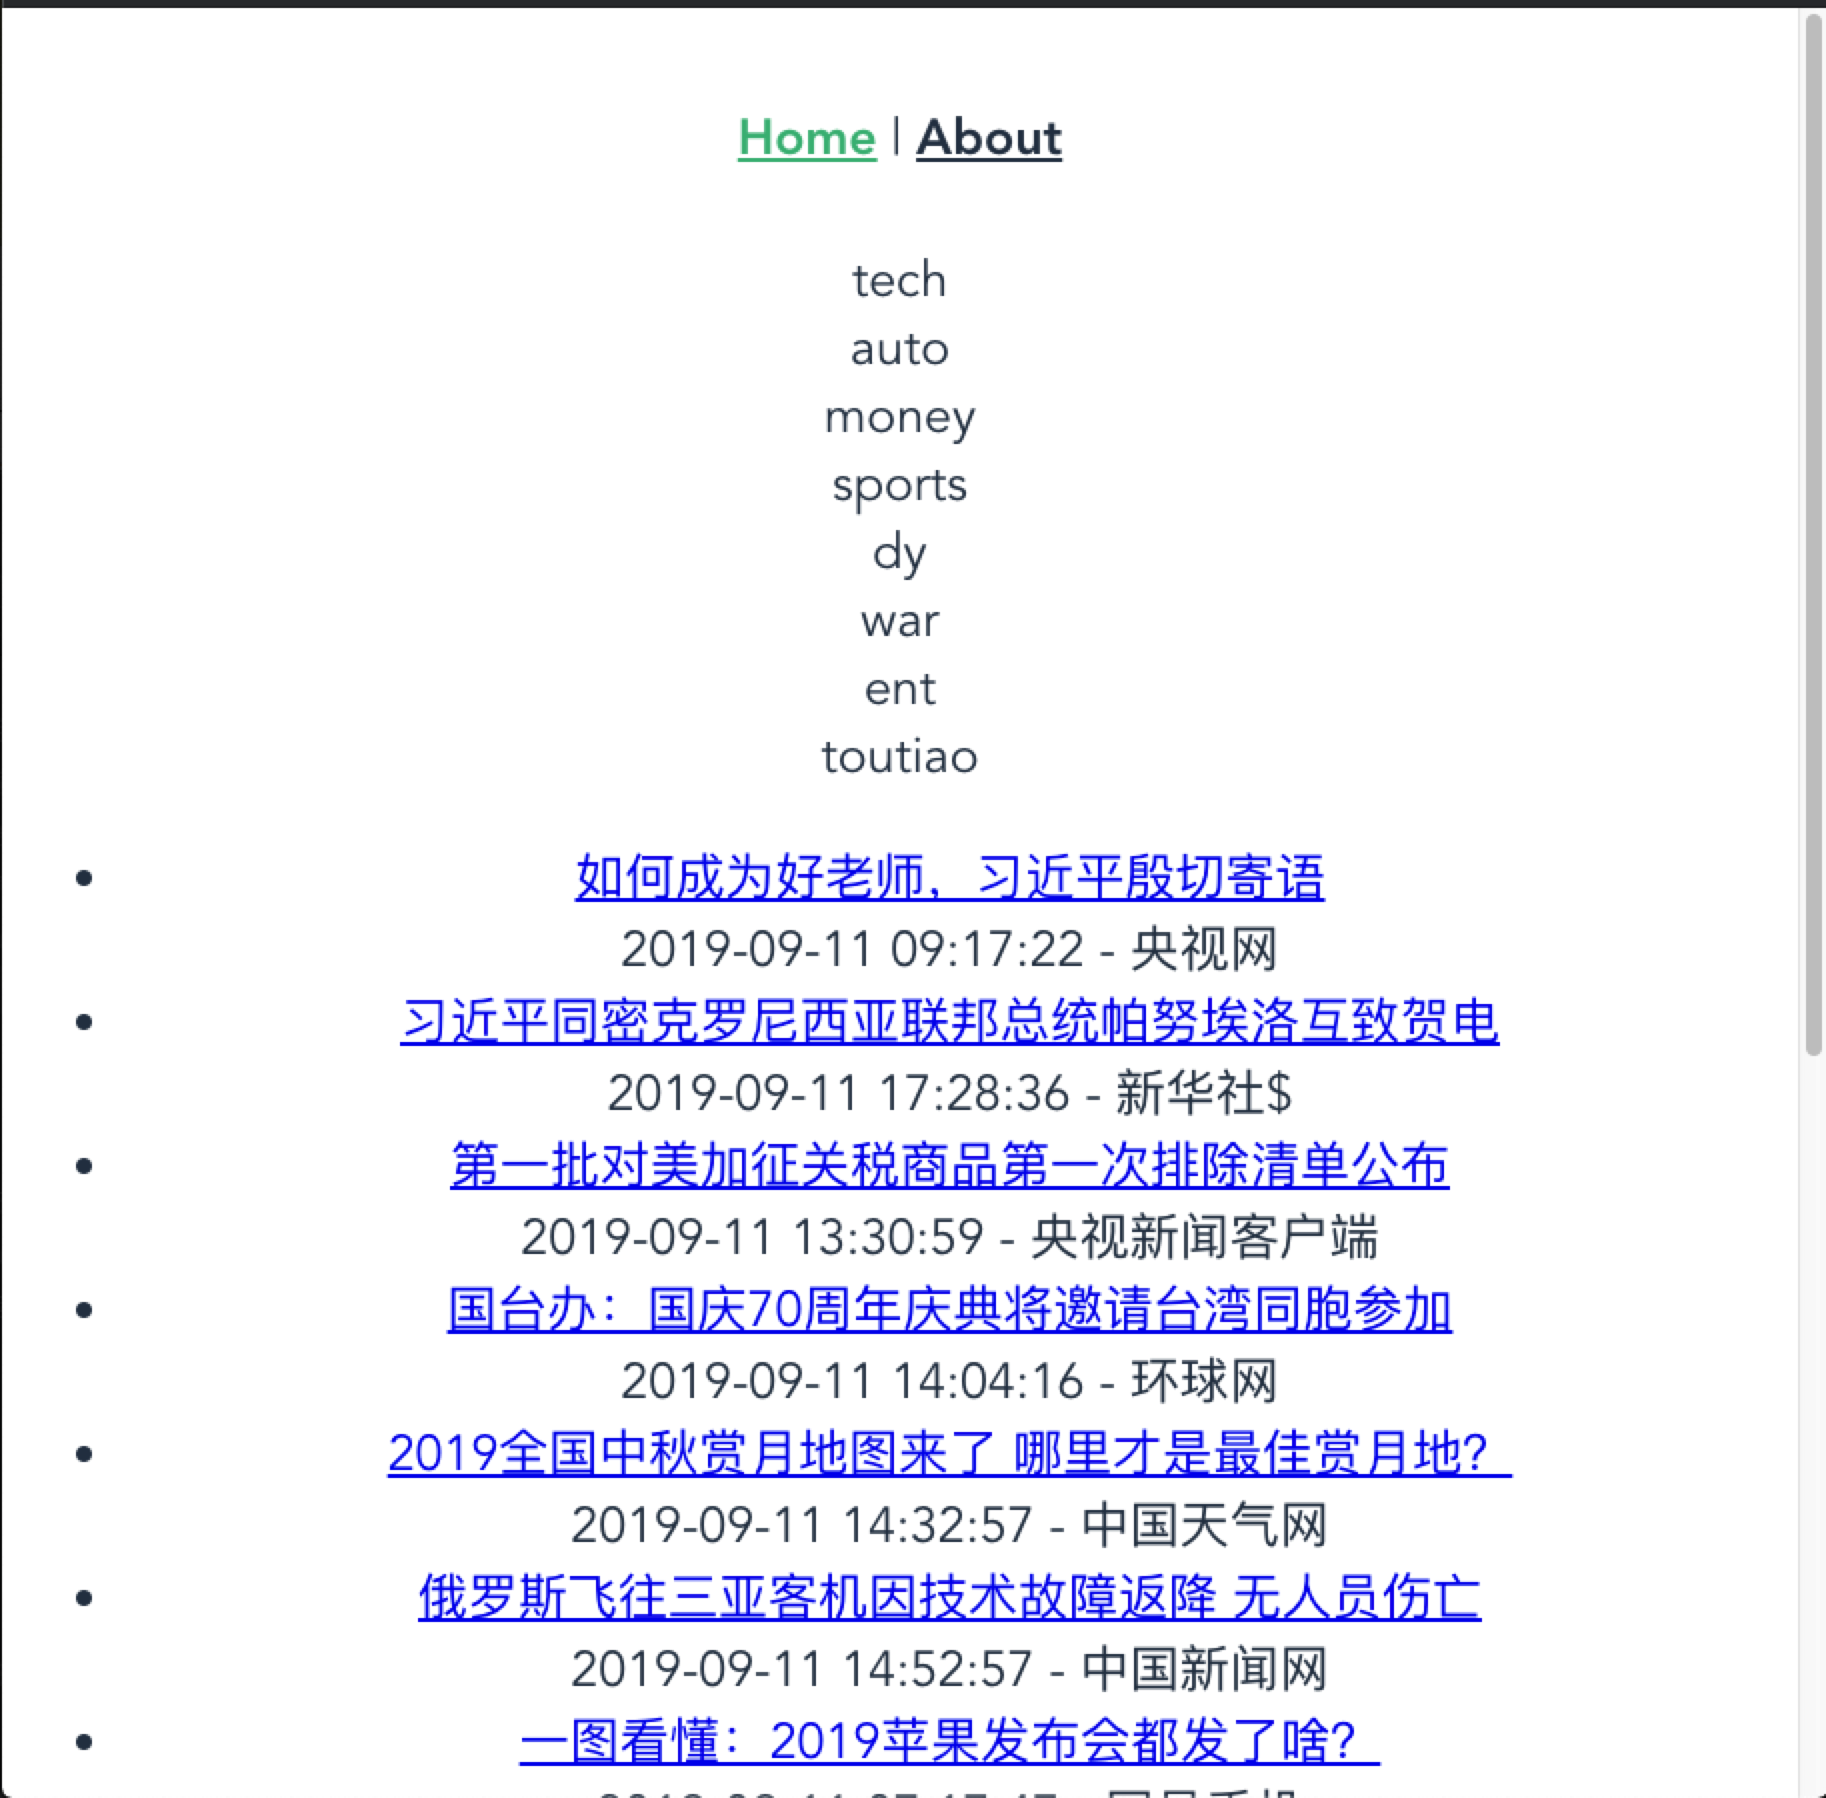 Home | About
tech
auto
money
sports
dy
war
ent
toutiao
如何成为好老师，习近平殷切寄语
2019-09-11 09:17:22 - 央视网
习近平同密克罗尼西亚联邦总统帕努埃洛互致贺电
2019-09-11 17:28:36 - 新华社$
第一批对美加征关税商品第一次排除清单公布
2019-09-11 13:30:59 - 央视新闻客户端
国台办：国庆70周年庆典将邀请台湾同胞参加
2019-09-11 14:04:16 - 环球网
2019全国中秋赏月地图来了 哪里才是最佳赏月地？
2019-09-11 14:32:57 - 中国天气网
俄罗斯飞往三亚客机因技术故障返降 无人员伤亡
2019-09-11 14:52:57 - 中国新闻网
一图看懂：2019苹果发布会都发了啥？